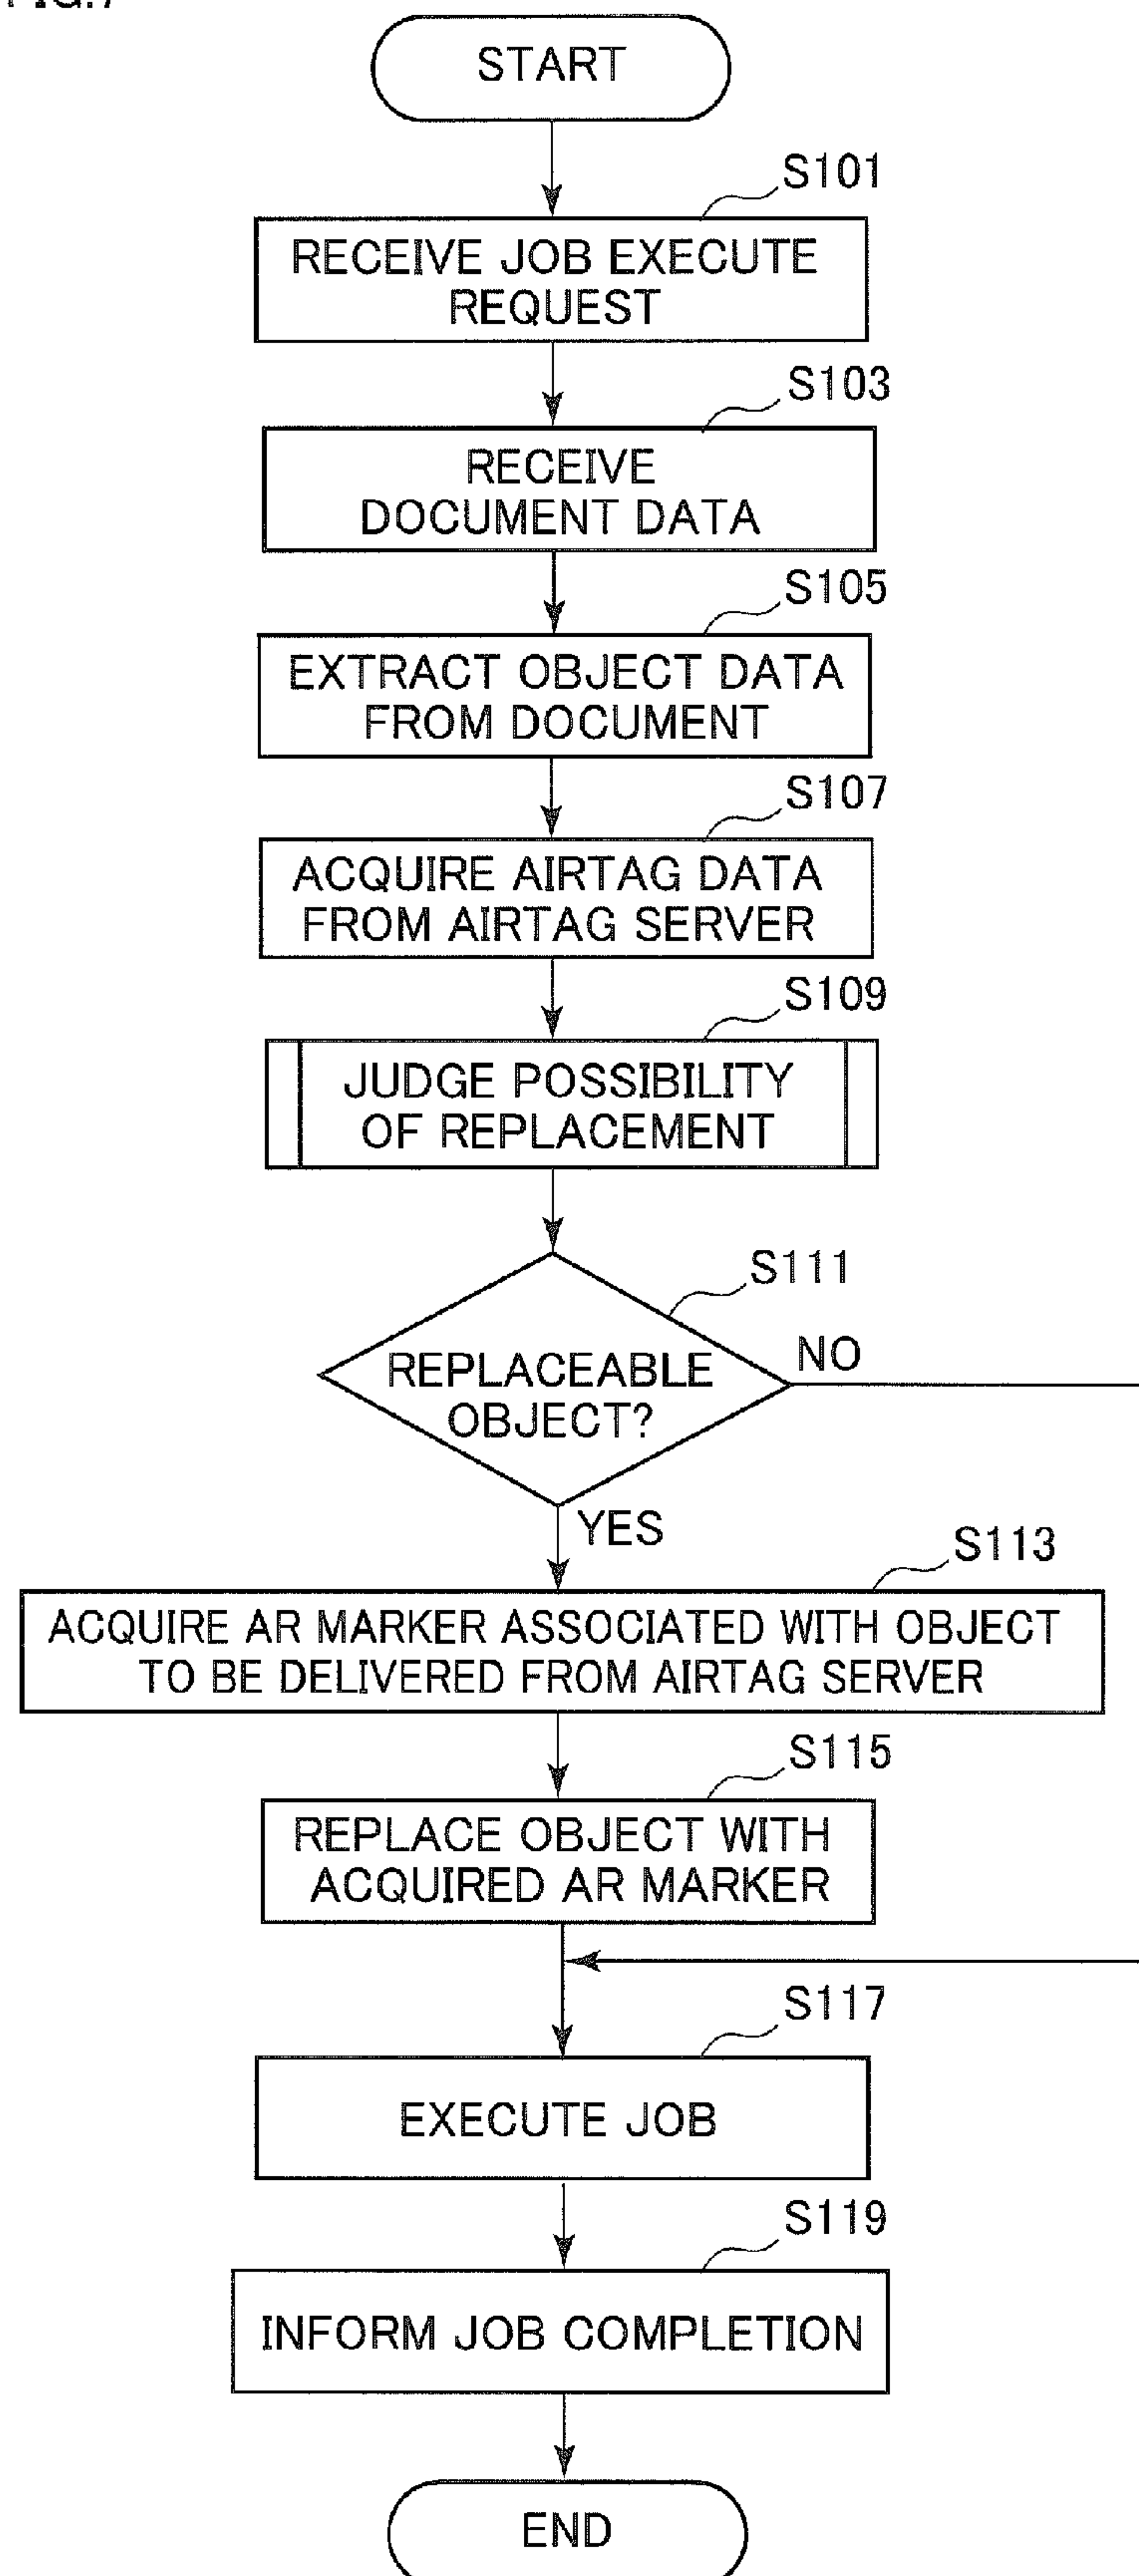 FIG.7
START
S101
RECEIVE JOB EXECUTE
REQUEST
S103
RECEIVE
DOCUMENT DATA
S105
EXTRACT OBJECT DATA
FROM DOCUMENT
S107
ACQUIRE AIRTAG DATA
FROM AIRTAG SERVER
S109
JUDGE POSSIBILITY
OF REPLACEMENT
S111
REPLACEABLE
OBJECT?
NO
YES
S113
ACQUIRE AR MARKER ASSOCIATED WITH OBJECT
TO BE DELIVERED FROM AIRTAG SERVER
S115
REPLACE OBJECT WITH
ACQUIRED AR MARKER
S117
EXECUTE JOB
S119
INFORM JOB COMPLETION
END